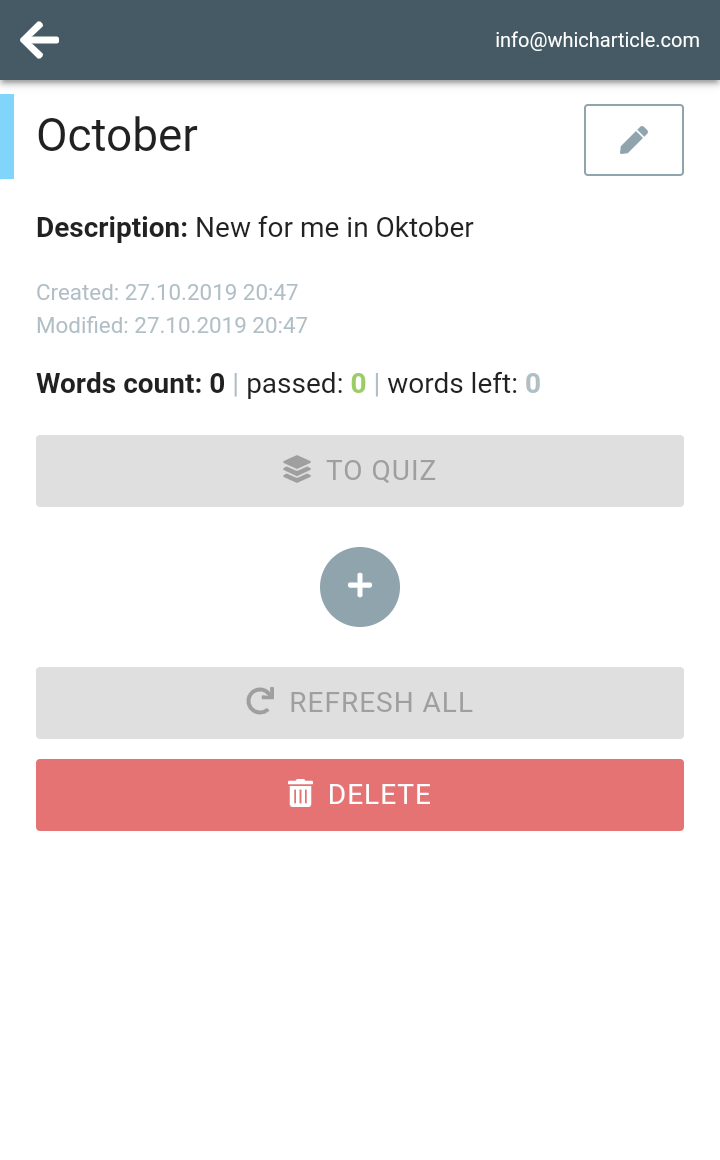 info@whicharticle.com
October
Description: New for me in Oktober
Created: 27.10.2019 20:47
Modified: 27.10.2019 20:47
Words count: 0 | passed: 0 | words left: 0
TO QUIZ
+
REFRESH ALL
DELETE